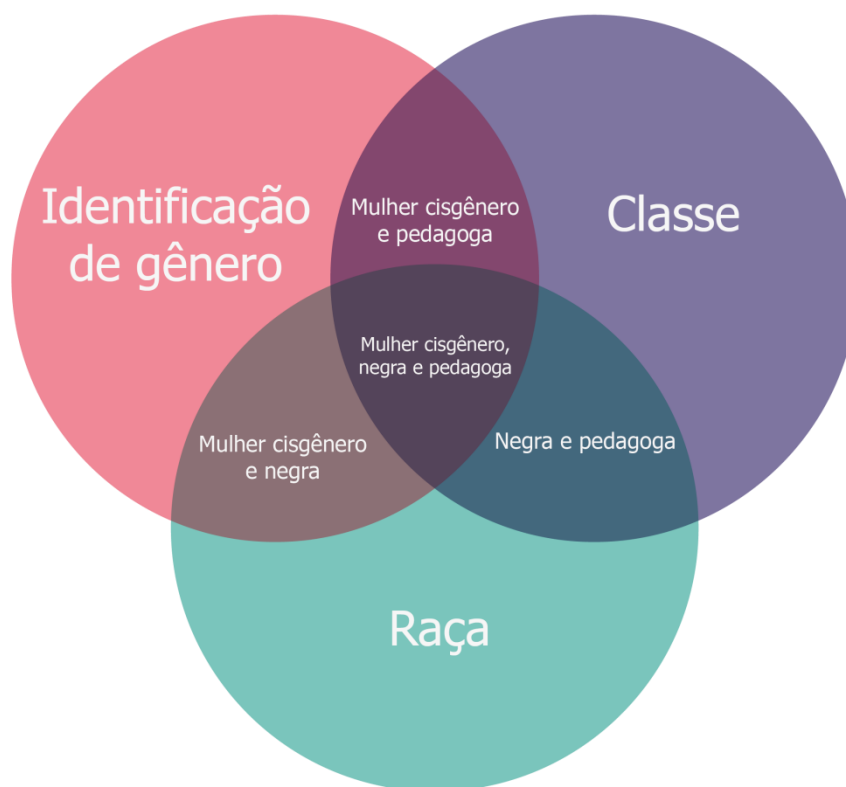 Identificação
de gênero
Mulher cisgênero
e pedagoga
Classe
Mulher cisgênero,
negra e pedagoga
Mulher cisgênero
e negra
Negra e pedagoga
Raça